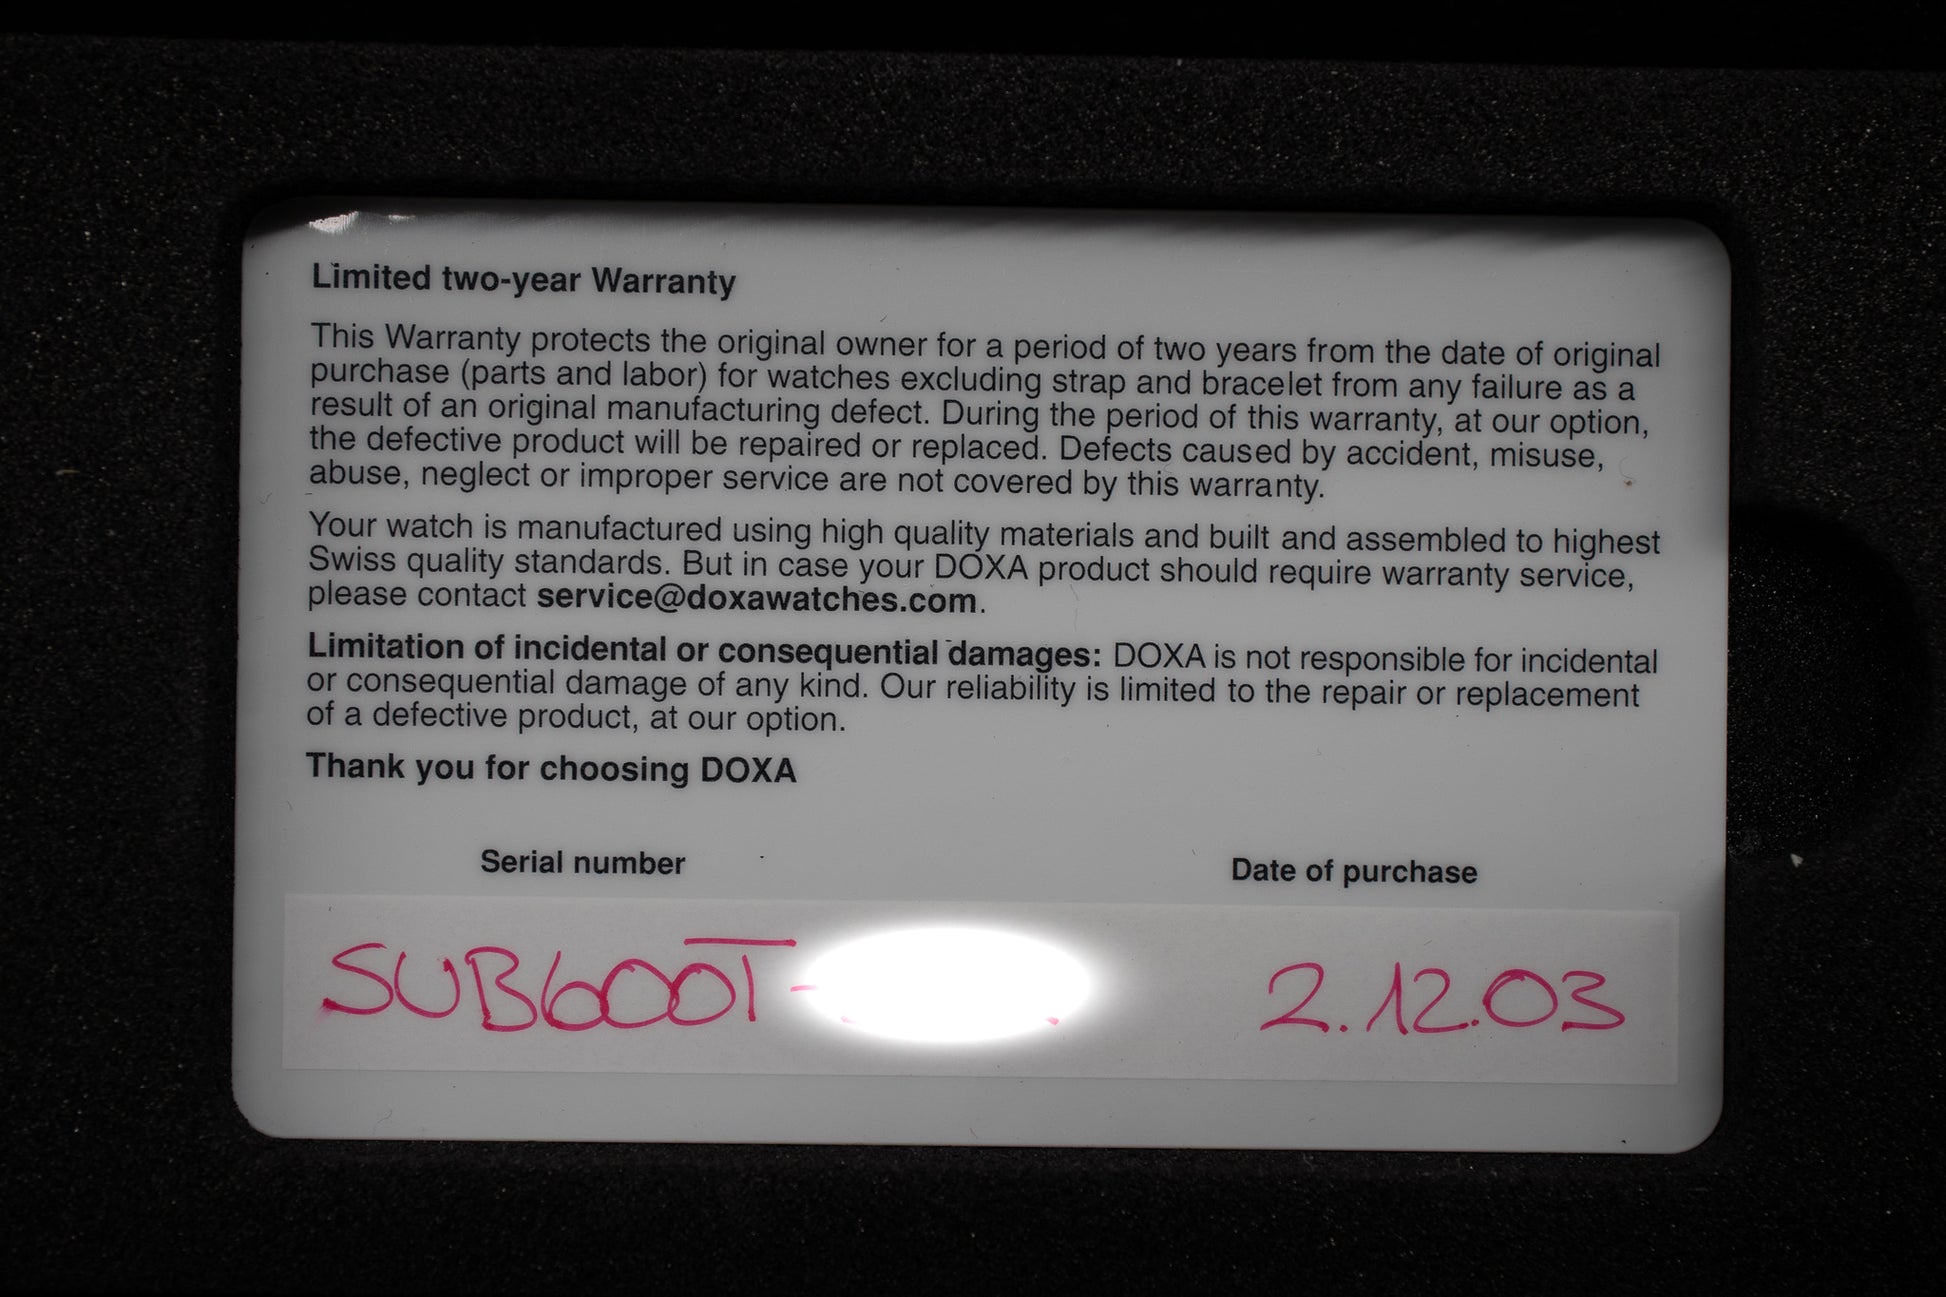 Limited two-year Warranty
This Warranty protects the original owner for a period of two years from the date of original
purchase (parts and labor) for watches excluding strap and bracelet from any failure as a
result of an original manufacturing defect. During the period of this warranty, at our option,
the defective product will be repaired or replaced. Defects caused by accident, misuse,
abuse, neglect or improper service are not covered by this warranty.
Your watch is manufactured using high quality materials and built and assembled to highest
Swiss quality standards. But in case your DOXA product should require warranty service,
please contact service@doxawatches.com.
Limitation of incidental or consequential damages: DOXA is not responsible for incidental
or consequential damage of any kind. Our reliability is limited to the repair or replacement
of a defective product, at our option.
Thank you for choosing DOXA
Serial number Date of purchase
SUB600T- 2.12.03